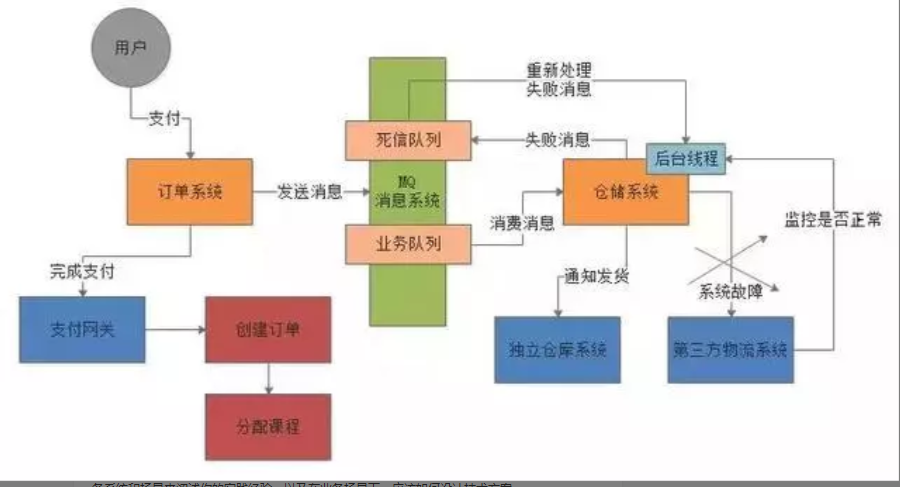 用户
支付
订单系统
发送消息
完成支付
支付网关
创建订单
分配课程
重新处理
失败消息
死信队列
失败消息
MQ
消息系统
业务队列
消费消息
后台线程
仓储系统
监控是否正常
通知发货
系统故障
独立仓库系统
第三方物流系统